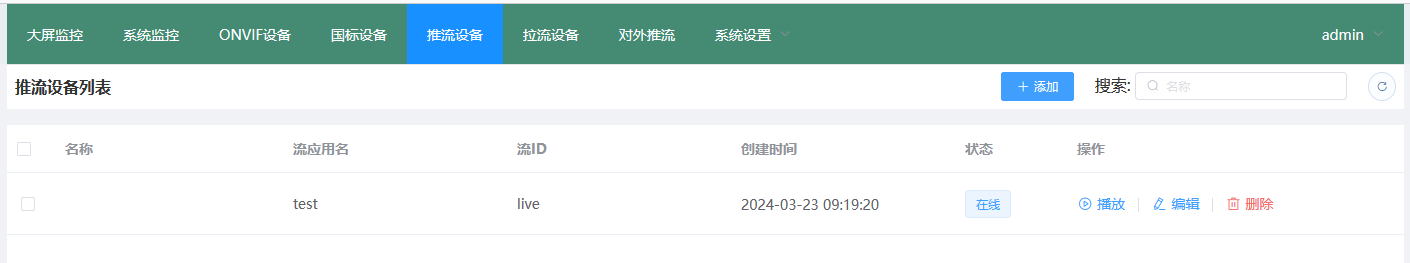 大屏监控 系统监控 ONVIF设备 国标设备 推流设备 拉流设备 对外推流 系统设置 admin
推流设备列表 添加 搜索: 名称
名称 流应用名 流ID 创建时间 状态 操作
test live 2024-03-23 09:19:20 在线 播放 编辑 删除